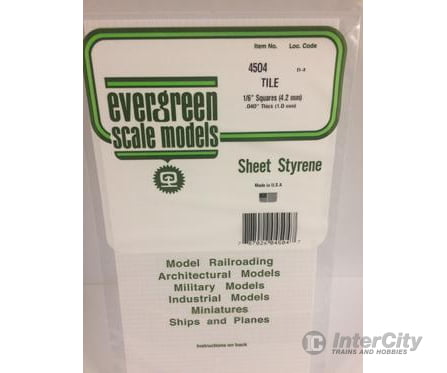 Item No. Loc. Code
4504 D-4
TILE
1/6" Squares (4.2 mm)
.040" Thick (1.0 mm)
evergreen
scale models
Sheet Styrene
Made in U.S.A
Model Railroading
Architectural Models
Military Models
Industrial Models
Miniatures
Ships and Planes
Instructions on back
InterCity
TRAINS AND HOBBIES